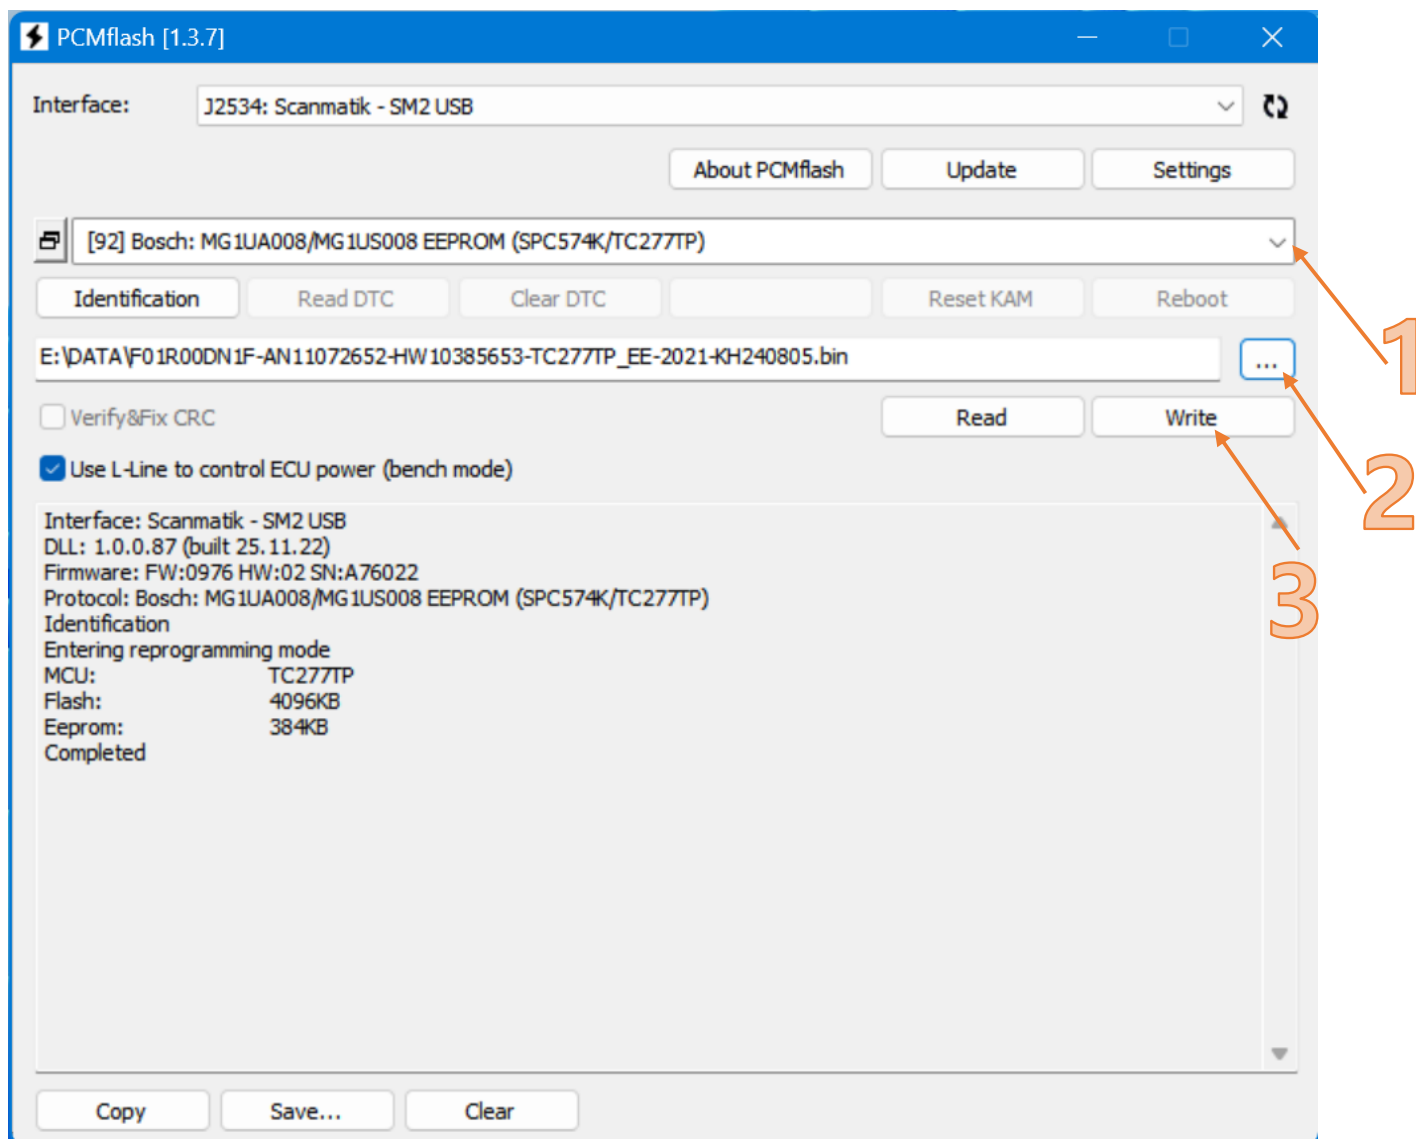 PCMflash [1.3.7]
Interface: J2534: Scanmatik - SM2 USB
About PCMflash Update Settings
[92] Bosch: MG1UA008/MG1US008 EEPROM (SPC574K/TC277TP)
Identification Read DTC Clear DTC Reset KAM Reboot
1
E:\DATA\F01R00DN1F-AN11072652-HW10385653-TC277TP_EE-2021-KH240805.bin ...
Verify&Fix CRC Read Write
Use L-Line to control ECU power (bench mode)
2
Interface: Scanmatik - SM2 USB
DLL: 1.0.0.87 (built 25.11.22)
Firmware: FW:0976 HW:02 SN:A76022
Protocol: Bosch: MG1UA008/MG1US008 EEPROM (SPC574K/TC277TP)
3
Identification
Entering reprogramming mode
MCU: TC277TP
Flash: 4096KB
Eeprom: 384KB
Completed
Copy Save... Clear